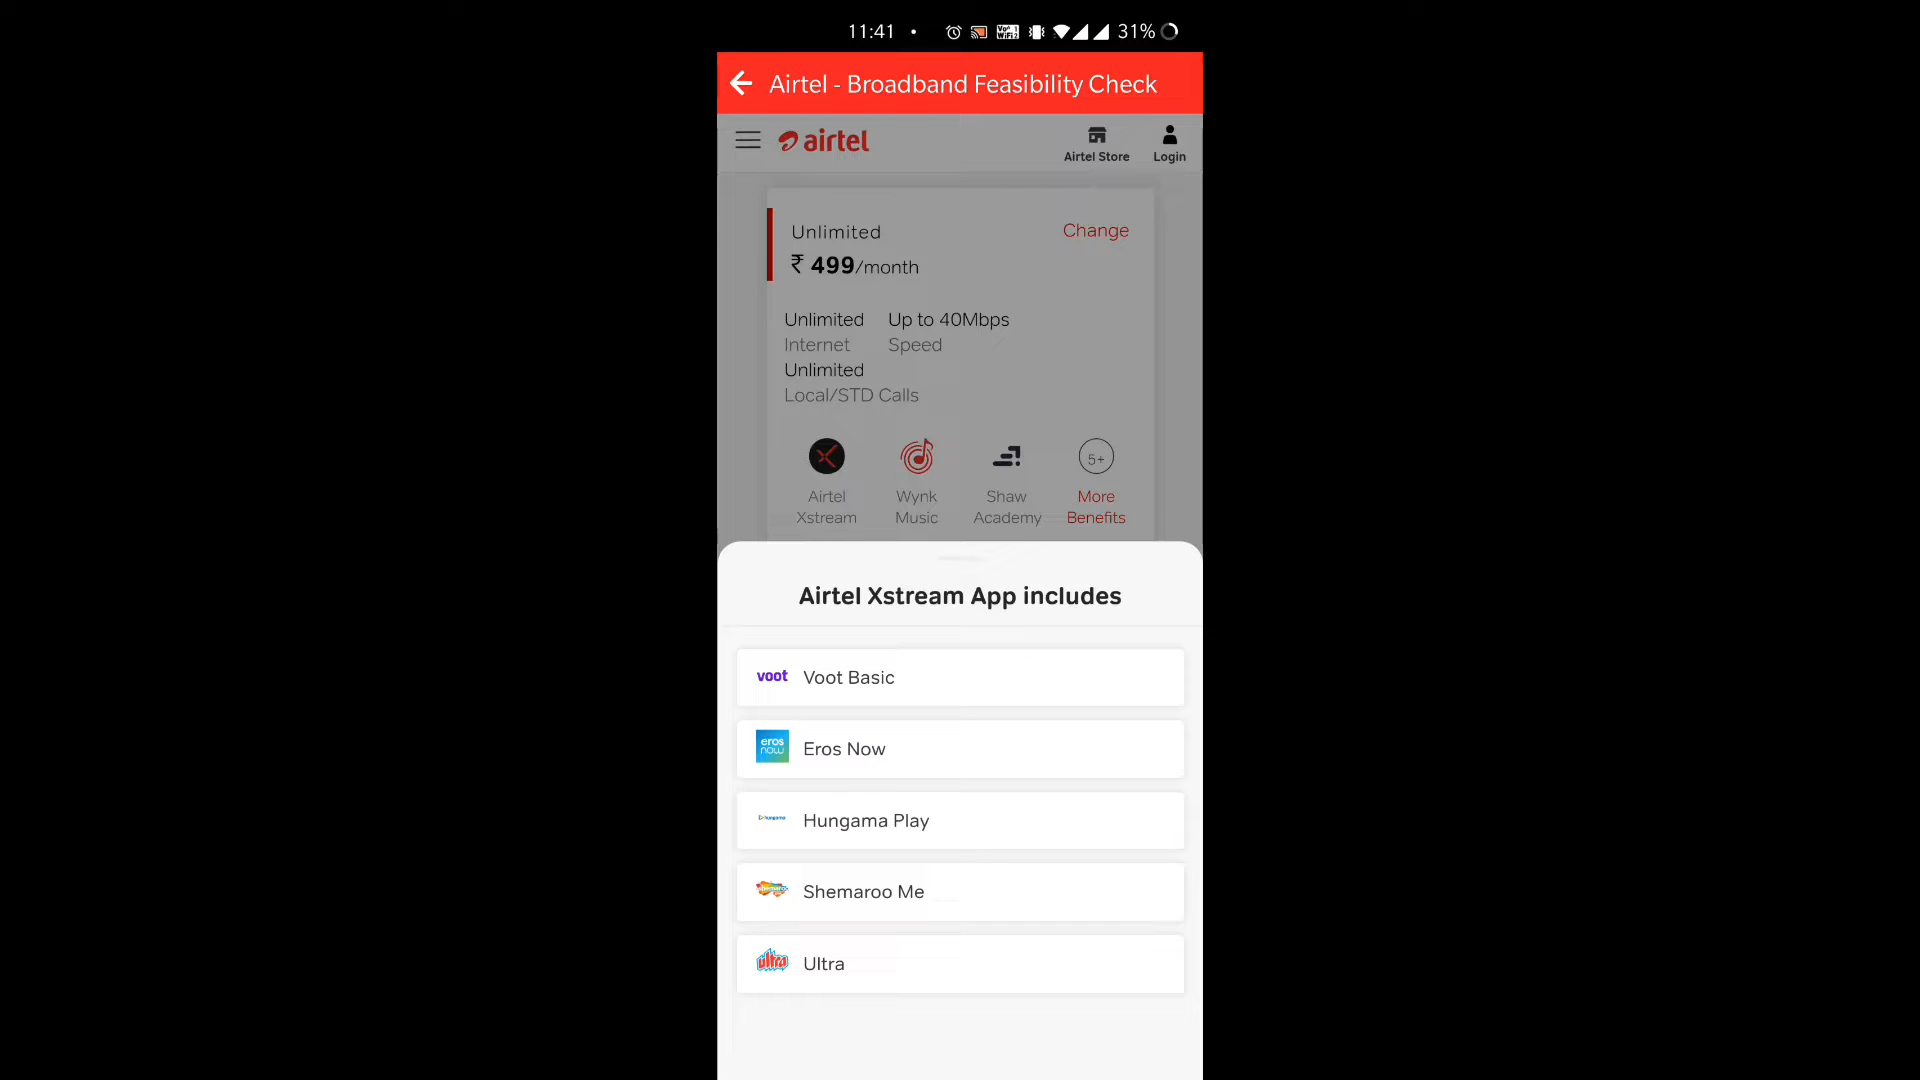 11:41 • 31%
Airtel - Broadband Feasibility Check
airtel
Airtel Store
Login
Unlimited
Change
₹ 499/month
Unlimited Up to 40Mbps
Internet Speed
Unlimited
Local/STD Calls
5+
Airtel Wynk Shaw More
Xstream Music Academy Benefits
Airtel Xstream App includes
voot Voot Basic
eros
now
Eros Now
hungama Hungama Play
Shemaroo Me
ultra Ultra